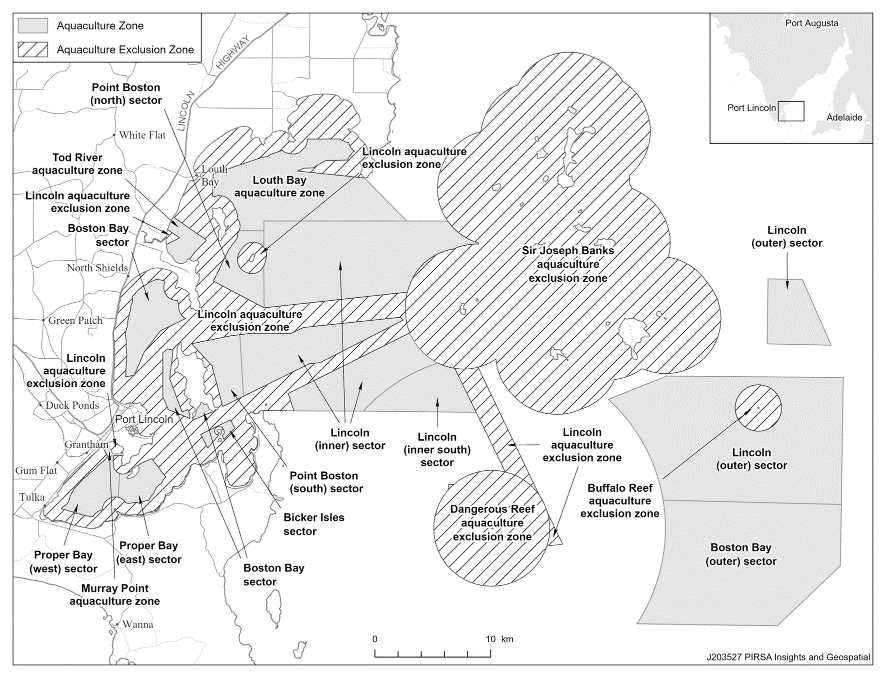 Aquaculture Zone
Aquaculture Exclusion Zone
Port Augusta
Port Lincoln
Adelaide
HIGHWAY
LINCOLN
Point Boston
(north) sector
White Flat
Tod River
aquaculture zone
Louth
Bay
Lincoln aquaculture
exclusion zone
Louth Bay
aquaculture zone
Lincoln aquaculture
exclusion zone
Boston Bay
sector
North Shields
Sir Joseph Banks
aquaculture
exclusion zone
Lincoln
(outer) sector
Green Patch
Lincoln aquaculture
exclusion zone
Lincoln
aquaculture
exclusion zone
Duck Ponds
Port Lincoln
Grantham
Gum Flat
Tulka
Lincoln
(inner) sector
Lincoln
(inner south)
sector
Lincoln
aquaculture
exclusion zone
Lincoln
(outer) sector
Point Boston
(south) sector
Buffalo Reef
aquaculture
exclusion zone
Bicker Isles
sector
Dangerous Reef
aquaculture
exclusion zone
Proper Bay
(west) sector
Proper Bay
(east) sector
Boston Bay
sector
Boston Bay
(outer) sector
Murray Point
aquaculture zone
Wanna
0 10 km
J203527 PIRSA Insights and Geospatial